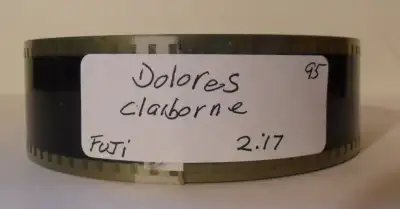 Dolores 95
claiborne
FUJI 2:17